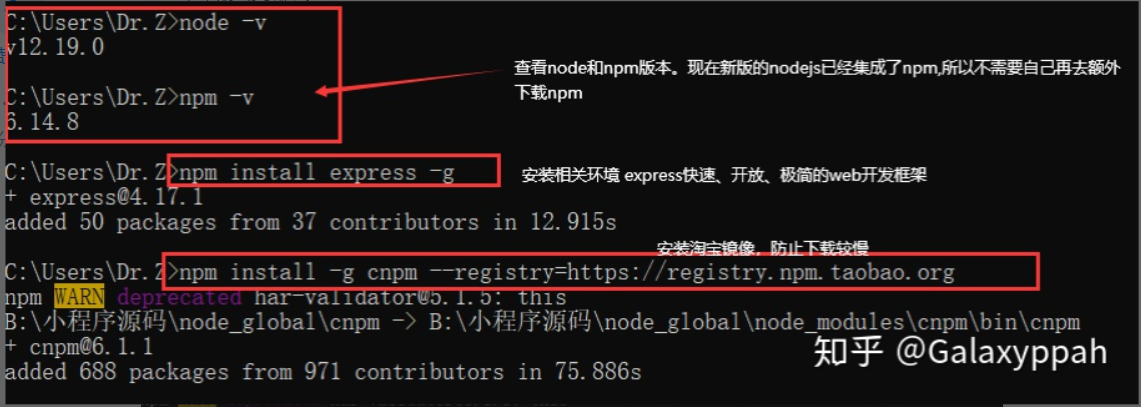 C:\Users\Dr.Z>node -v
v12.19.0
查看node和npm版本。现在新版的nodejs已经集成了npm,所以不需要自己再去额外
下载npm
C:\Users\Dr.Z>npm -v
6.14.8
C:\Users\Dr.Z>npm install express -g
安装相关环境 express快速、开放、极简的web开发框架
+ express@4.17.1
added 50 packages from 37 contributors in 12.915s
安装淘宝镜像，防止下载较慢
C:\Users\Dr.Z>npm install -g cnpm --registry=https://registry.npm.taobao.org
npm WARN deprecated har-validator@5.1.5: this
B:\小程序源码\node_global\cnpm -> B:\小程序源码\node_global\node_modules\cnpm\bin\cnpm
+ cnpm@6.1.1
added 688 packages from 971 contributors in 75.886s
知乎 @Galaxyppah